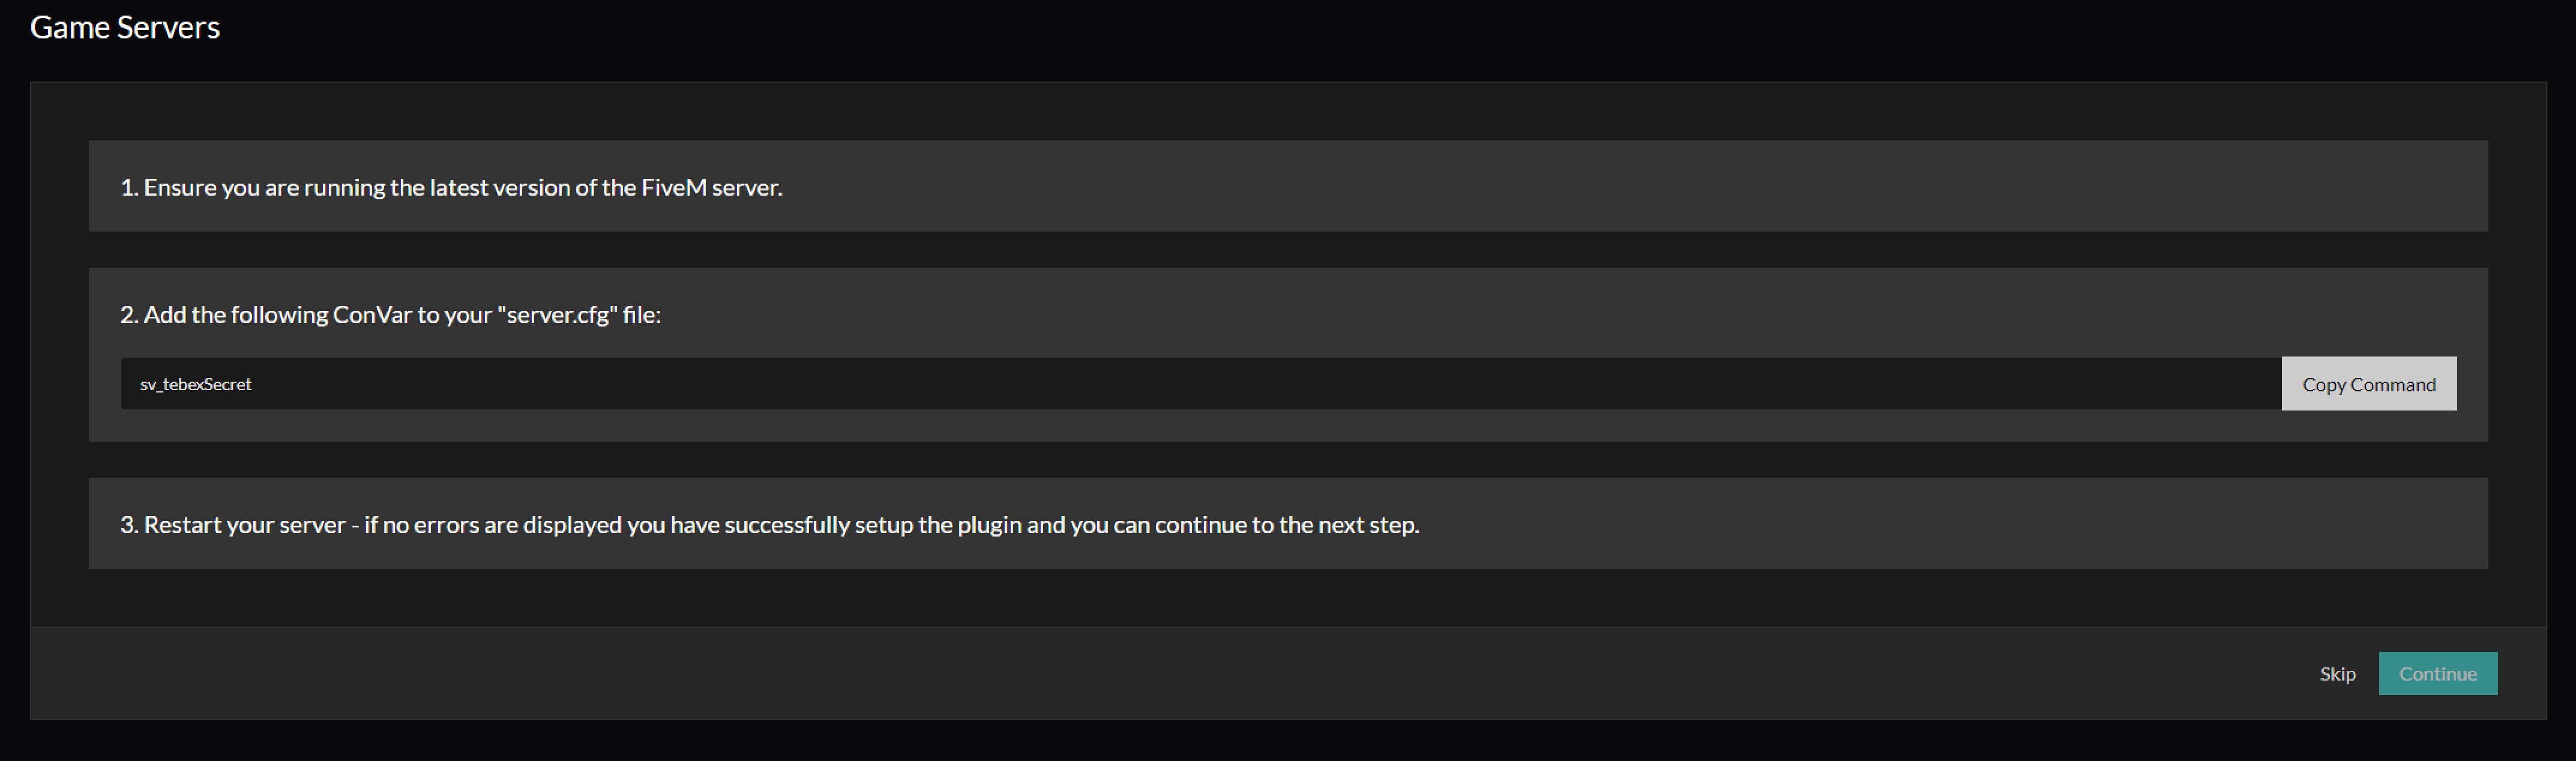 Game Servers
1. Ensure you are running the latest version of the FiveM server.
2. Add the following ConVar to your "server.cfg" file:
sv_tebexSecret
Copy Command
3. Restart your server - if no errors are displayed you have successfully setup the plugin and you can continue to the next step.
Skip
Continue